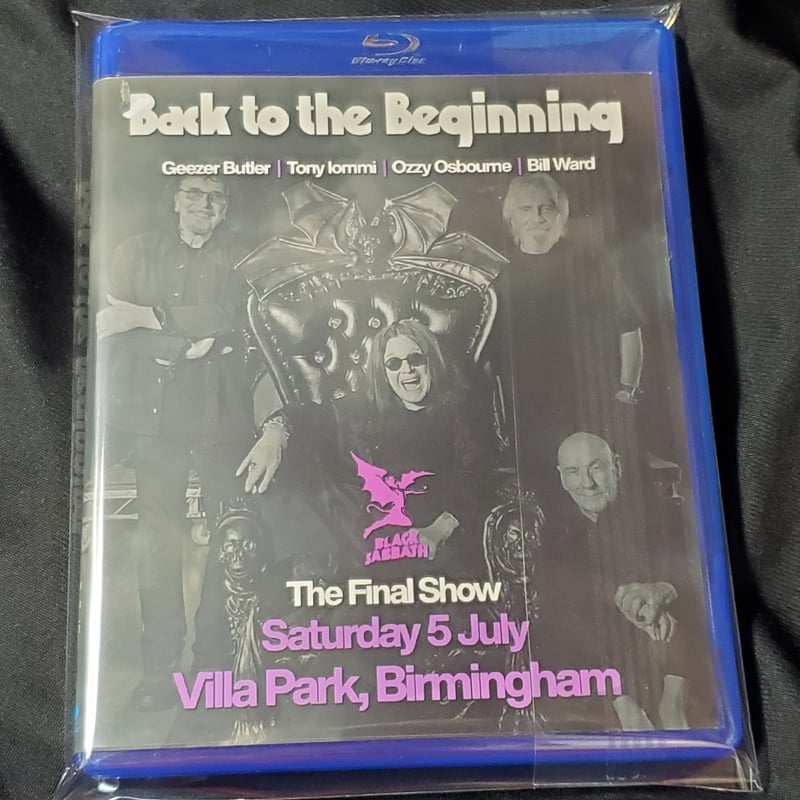 Blu-ray Disc
Back to the Beginning
Geezer Butler | Tony Iommi | Ozzy Osbourne | Bill Ward
BLACK
SABBATH
The Final Show
Saturday 5 July
Villa Park, Birmingham